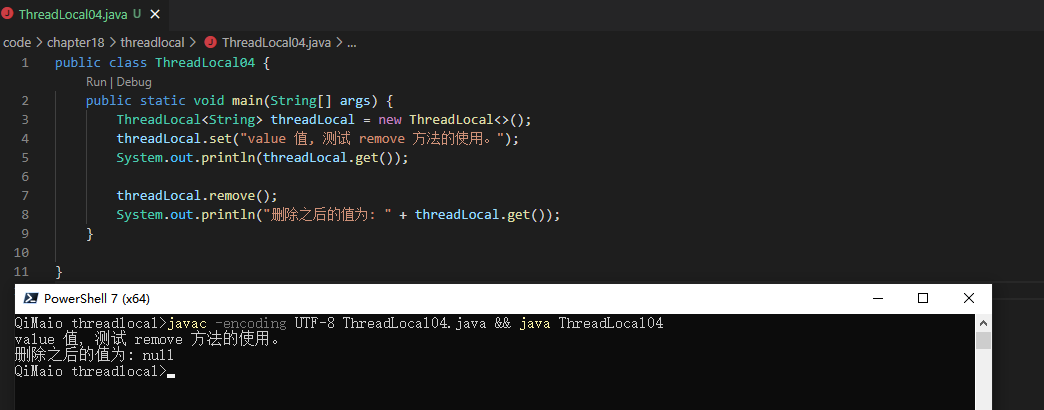 ThreadLocal04.java U
code > chapter18 > threadlocal > ThreadLocal04.java > ...
1 public class ThreadLocal04 {
Run | Debug
2 public static void main(String[] args) {
3 ThreadLocal<String> threadLocal = new ThreadLocal<>();
4 threadLocal.set("value 值, 测试 remove 方法的使用。");
5 System.out.println(threadLocal.get());
6
7 threadLocal.remove();
8 System.out.println("删除之后的值为: " + threadLocal.get());
9 }
10
11 }
PowerShell 7 (x64)
QiMaio threadlocal>javac -encoding UTF-8 ThreadLocal04.java && java ThreadLocal04
value 值, 测试 remove 方法的使用。
删除之后的值为: null
QiMaio threadlocal>